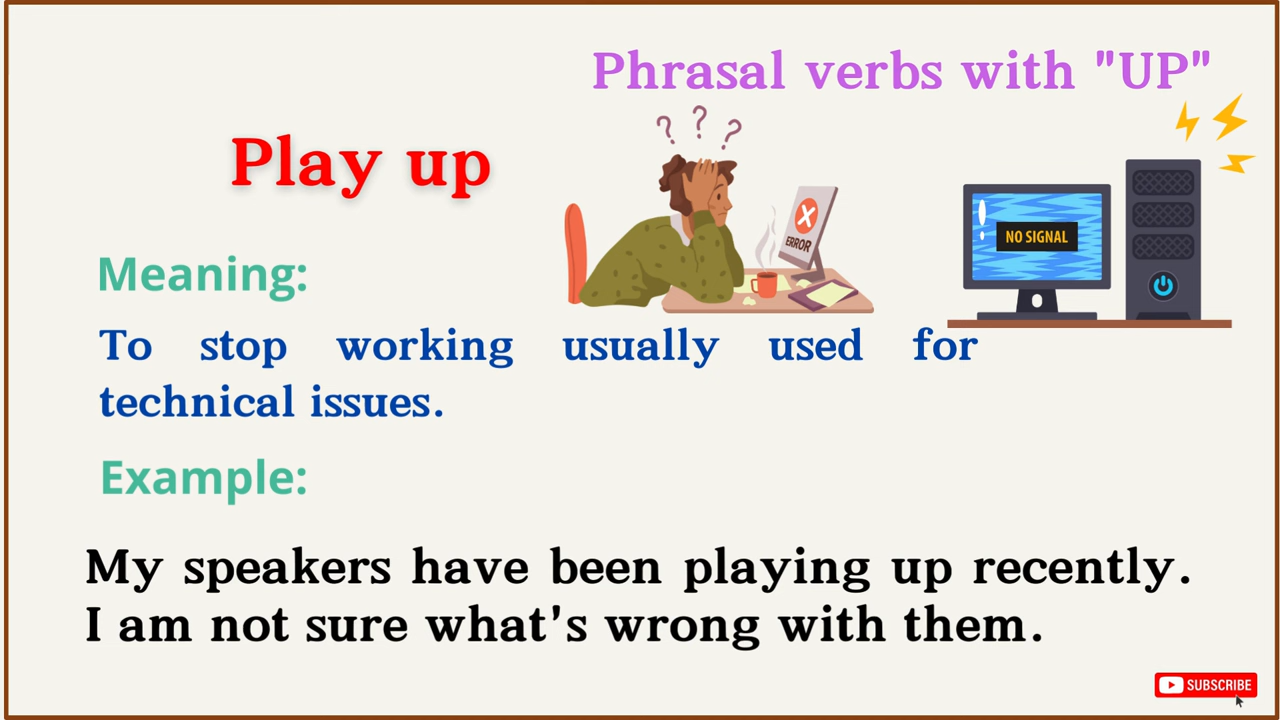 Phrasal verbs with "UP"
Play up
ERROR
NO SIGNAL
Meaning:
To stop working usually used for
technical issues.
Example:
My speakers have been playing up recently.
I am not sure what's wrong with them.
SUBSCRIBE